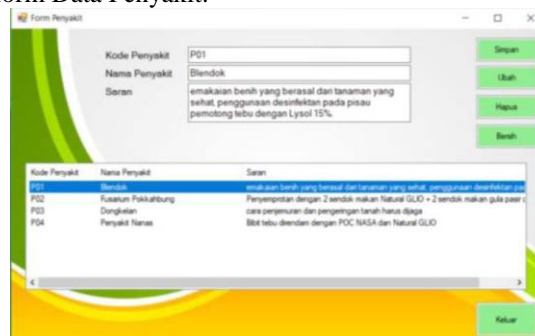 form Data Penyakit.
Form Penyakit
Kode Penyakit P01
Nama Penyakit Blendok
Saran emakaian benih yang berasal dari tanaman yang
sehat, penggunaan desinfektan pada pisau
pemotong tebu dengan Lysol 15%.
Simpan
Ubah
Hapus
Bersih
Kode Penyakit Nama Penyakit Saran
P01 Blendok emakaian benih yang berasal dari tanaman yang sehat, penggunaan desinfektan pad
P02 Fusarium Pokkahbung Penyemprotan dengan 2 sendok makan Natural GLIO + 2 sendok makan gula pasir
P03 Dongkelan cara penjemuran dan pengeringan tanah harus dijaga
P04 Penyakit Nanas Bibit tebu direndam dengan POC NASA dan Natural GLIO
Keluar